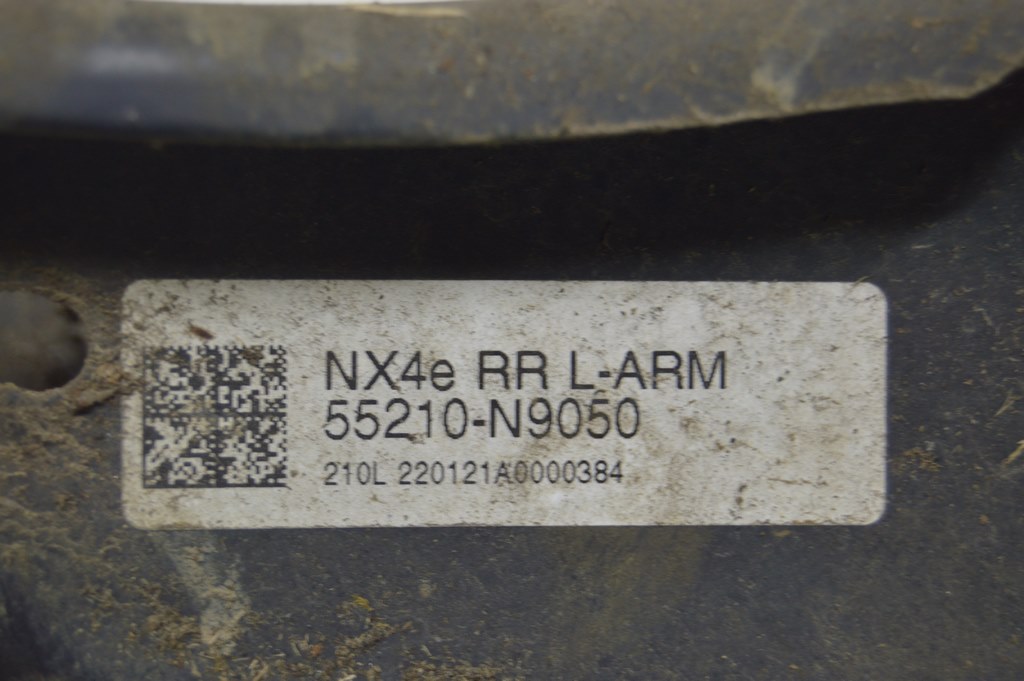 NX4e RR L-ARM
55210-N9050
210L 220121A0000384